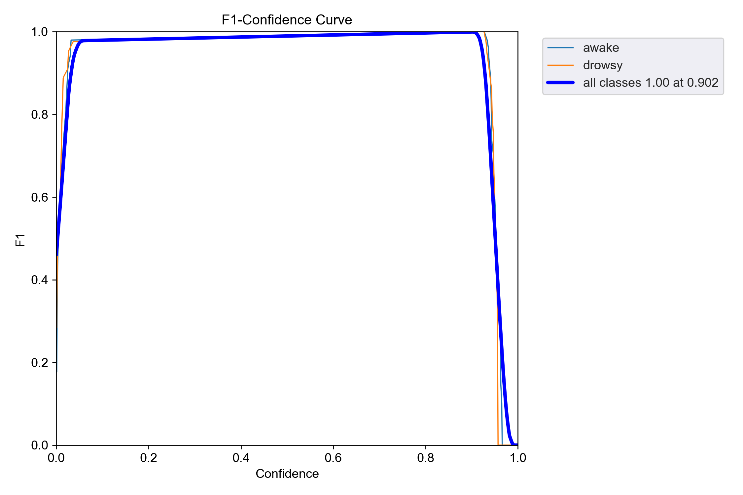 F1-Confidence Curve
awake
drowsy
all classes 1.00 at 0.902
1.0
0.8
0.6
0.4
0.2
0.0
F1
0.0 0.2 0.4 0.6 0.8 1.0
Confidence